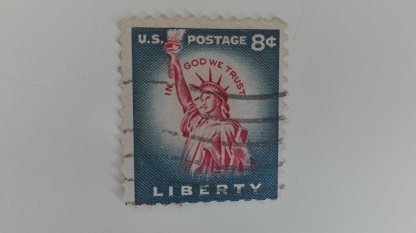 U.S. POSTAGE 8¢
IN GOD WE TRUST
LIBERTY